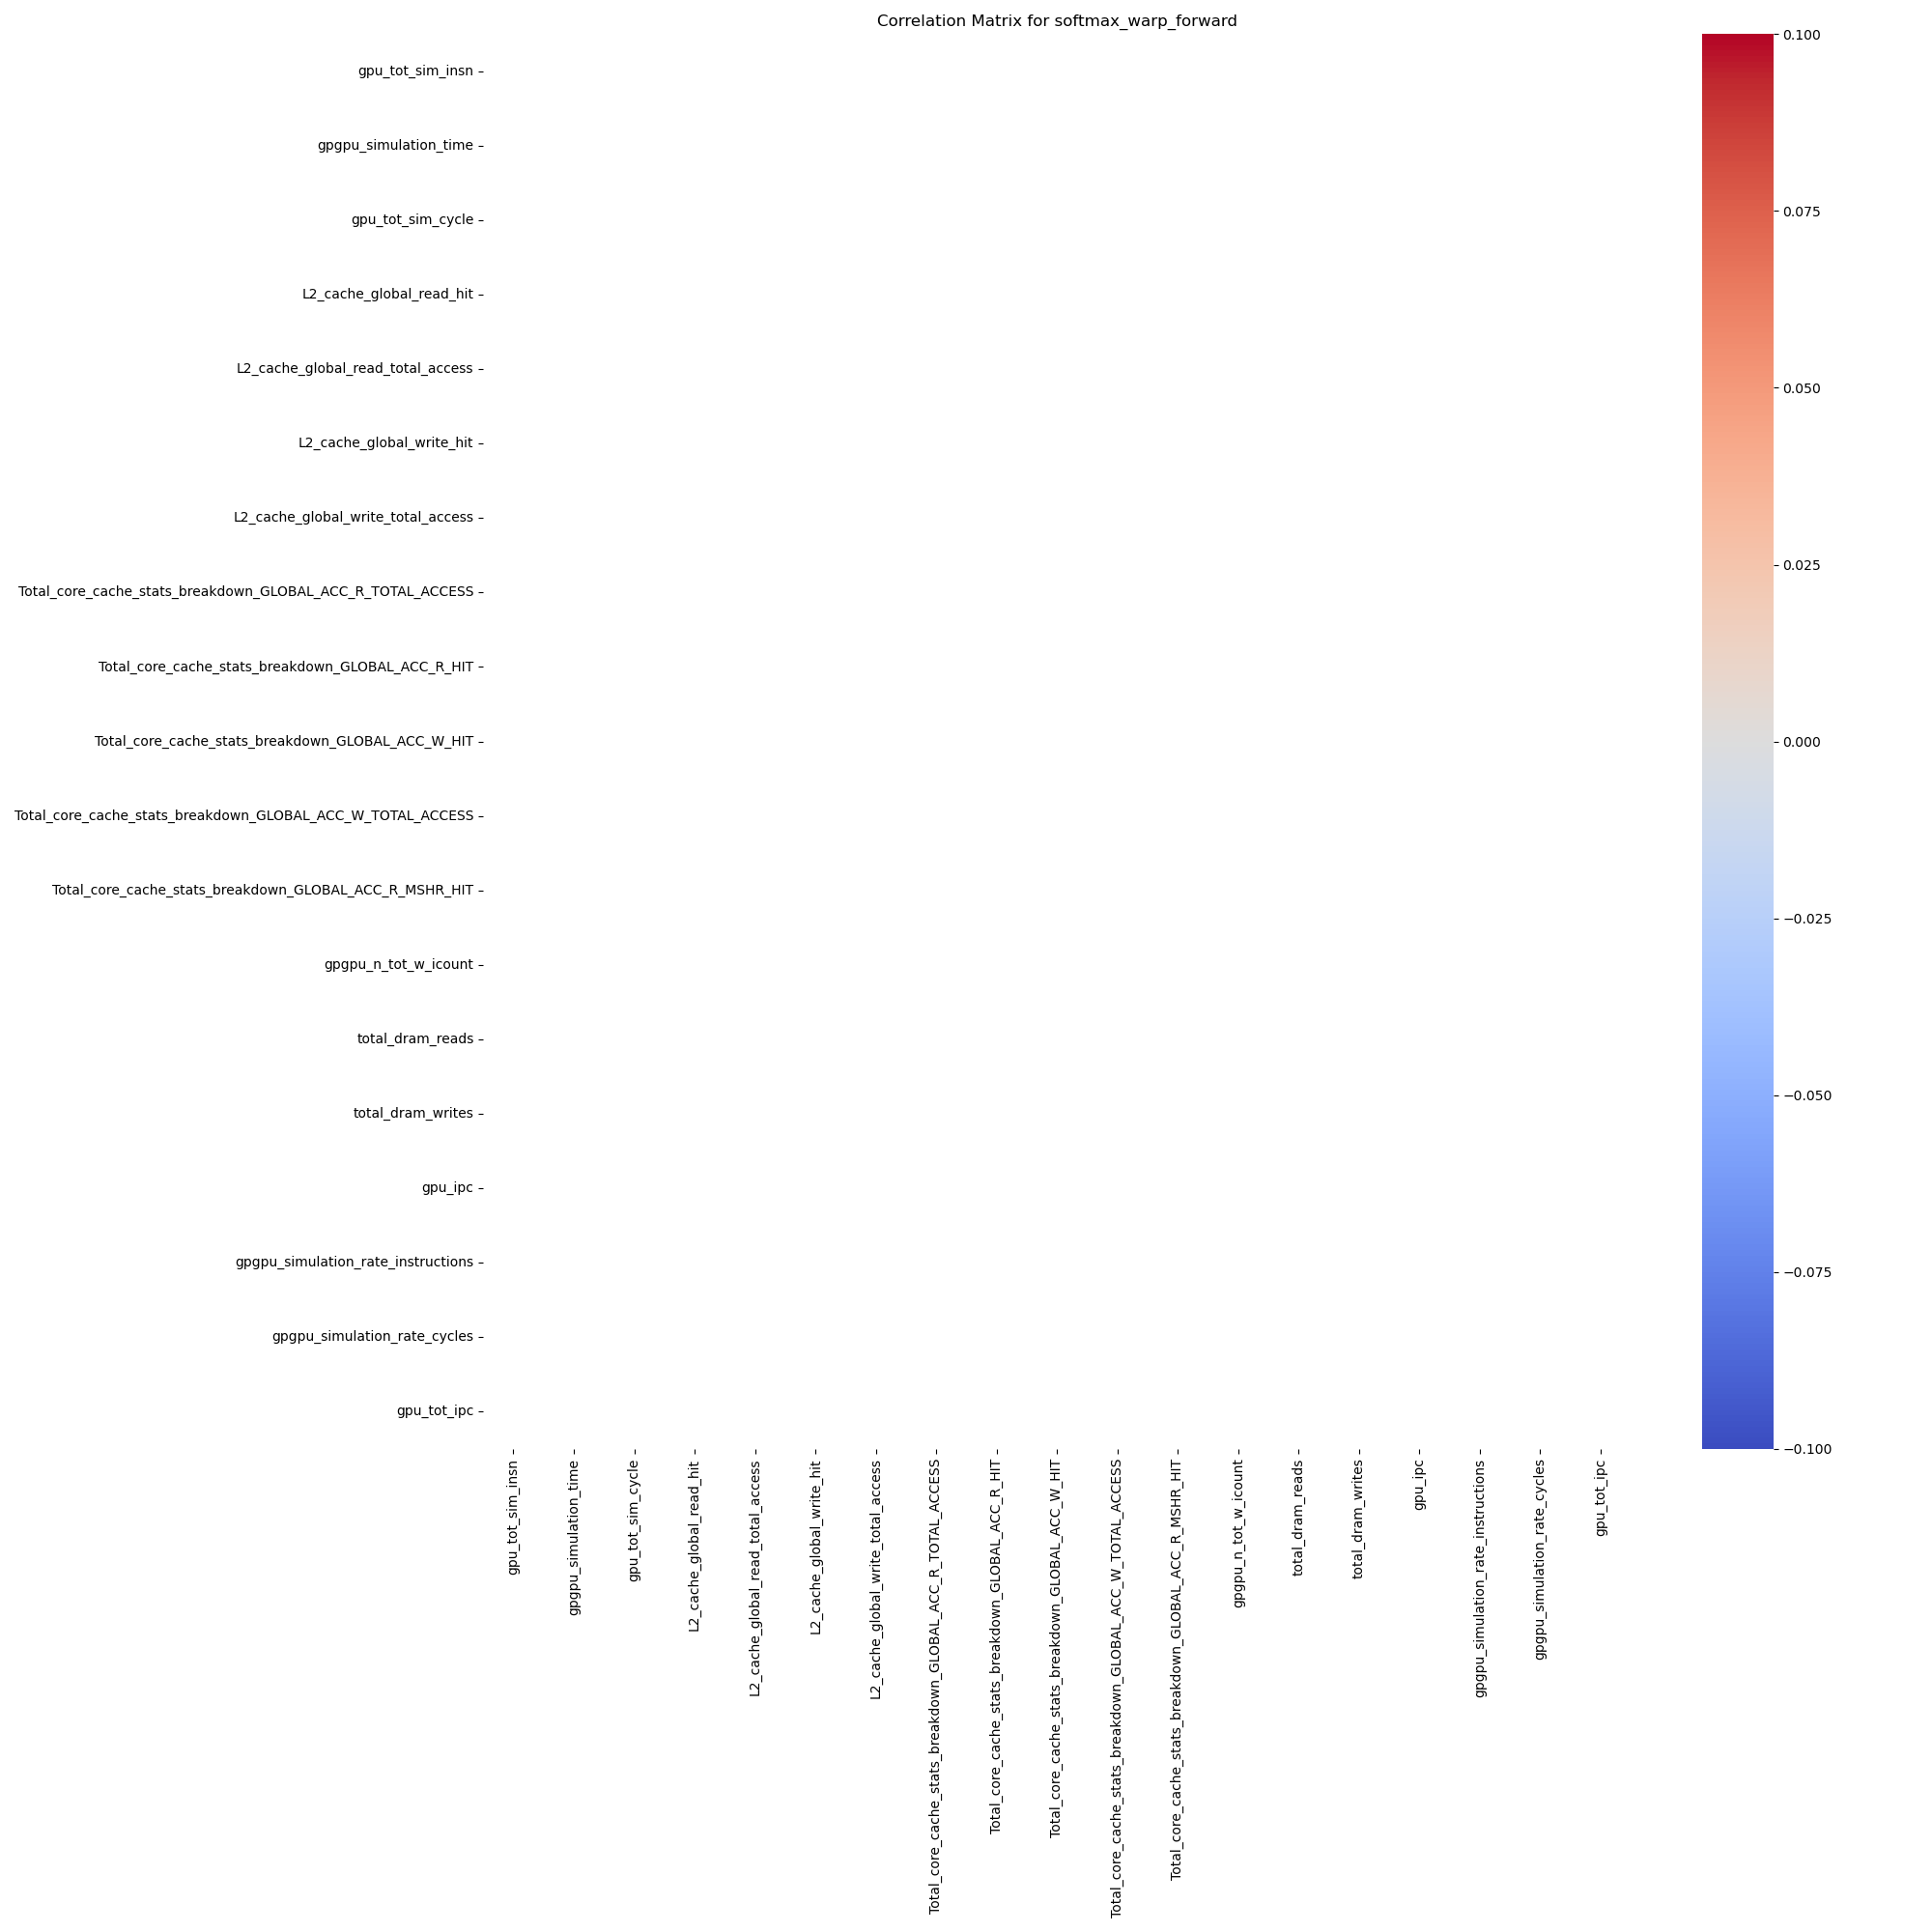 Correlation Matrix for softmax_warp_forward
gpu_tot_sim_insn
gpgpu_simulation_time
gpu_tot_sim_cycle
L2_cache_global_read_hit
L2_cache_global_read_total_access
L2_cache_global_write_hit
L2_cache_global_write_total_access
Total_core_cache_stats_breakdown_GLOBAL_ACC_R_TOTAL_ACCESS
Total_core_cache_stats_breakdown_GLOBAL_ACC_R_HIT
Total_core_cache_stats_breakdown_GLOBAL_ACC_W_HIT
Total_core_cache_stats_breakdown_GLOBAL_ACC_W_TOTAL_ACCESS
Total_core_cache_stats_breakdown_GLOBAL_ACC_R_MSHR_HIT
gpgpu_n_tot_w_icount
total_dram_reads
total_dram_writes
gpu_ipc
gpgpu_simulation_rate_instructions
gpgpu_simulation_rate_cycles
gpu_tot_ipc
gpu_tot_sim_insn
gpgpu_simulation_time
gpu_tot_sim_cycle
L2_cache_global_read_hit
L2_cache_global_read_total_access
L2_cache_global_write_hit
L2_cache_global_write_total_access
Total_core_cache_stats_breakdown_GLOBAL_ACC_R_TOTAL_ACCESS
Total_core_cache_stats_breakdown_GLOBAL_ACC_R_HIT
Total_core_cache_stats_breakdown_GLOBAL_ACC_W_HIT
Total_core_cache_stats_breakdown_GLOBAL_ACC_W_TOTAL_ACCESS
Total_core_cache_stats_breakdown_GLOBAL_ACC_R_MSHR_HIT
gpgpu_n_tot_w_icount
total_dram_reads
total_dram_writes
gpu_ipc
gpgpu_simulation_rate_instructions
gpgpu_simulation_rate_cycles
gpu_tot_ipc
0.100
0.075
0.050
0.025
0.000
−0.025
−0.050
−0.075
−0.100